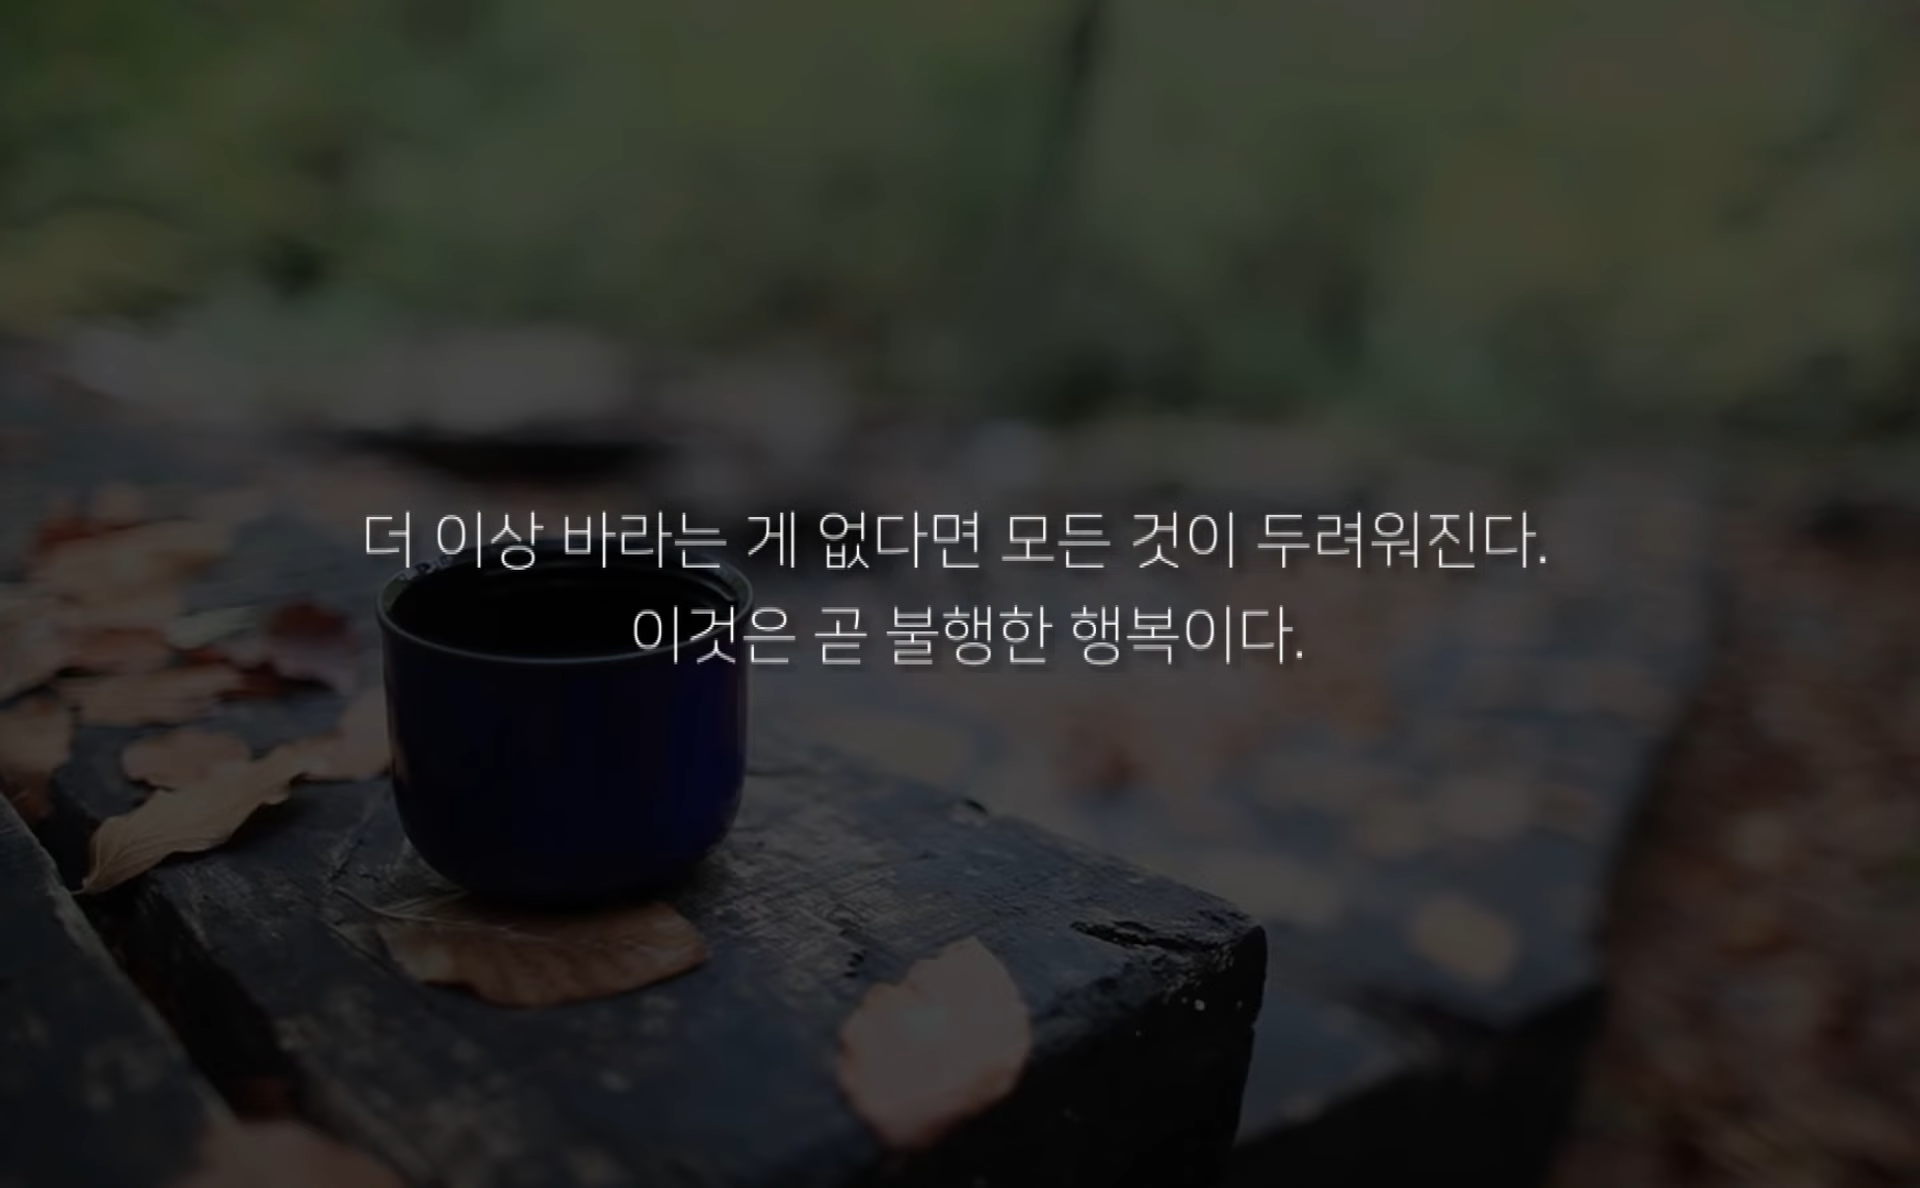 더 이상 바라는 게 없다면 모든 것이 두려워진다.
이것은 곧 불행한 행복이다.